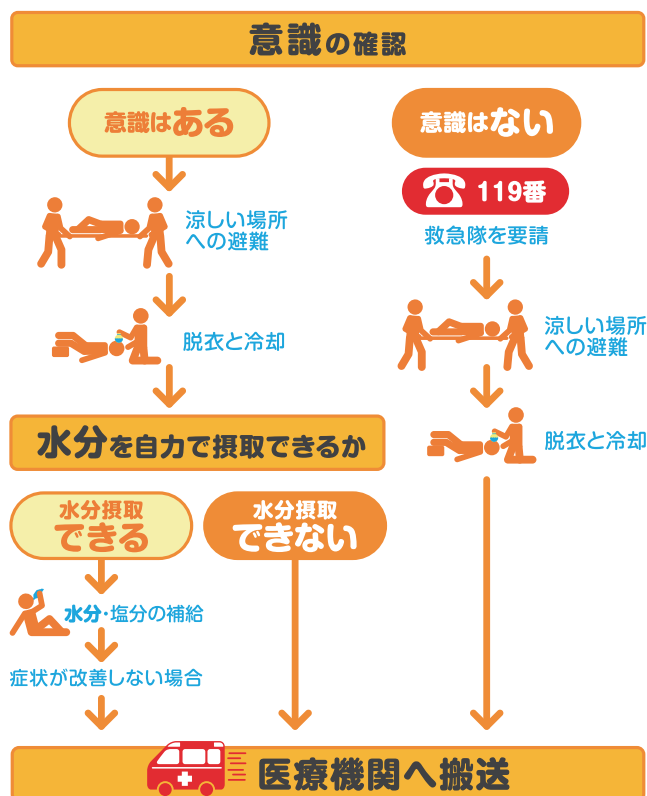 意識の確認
意識はある
涼しい場所
への避難
脱衣と冷却
意識はない
119番
救急隊を要請
涼しい場所
への避難
脱衣と冷却
水分を自力で摂取できるか
水分摂取
できる
水分・塩分の補給
症状が改善しない場合
水分摂取
できない
医療機関へ搬送